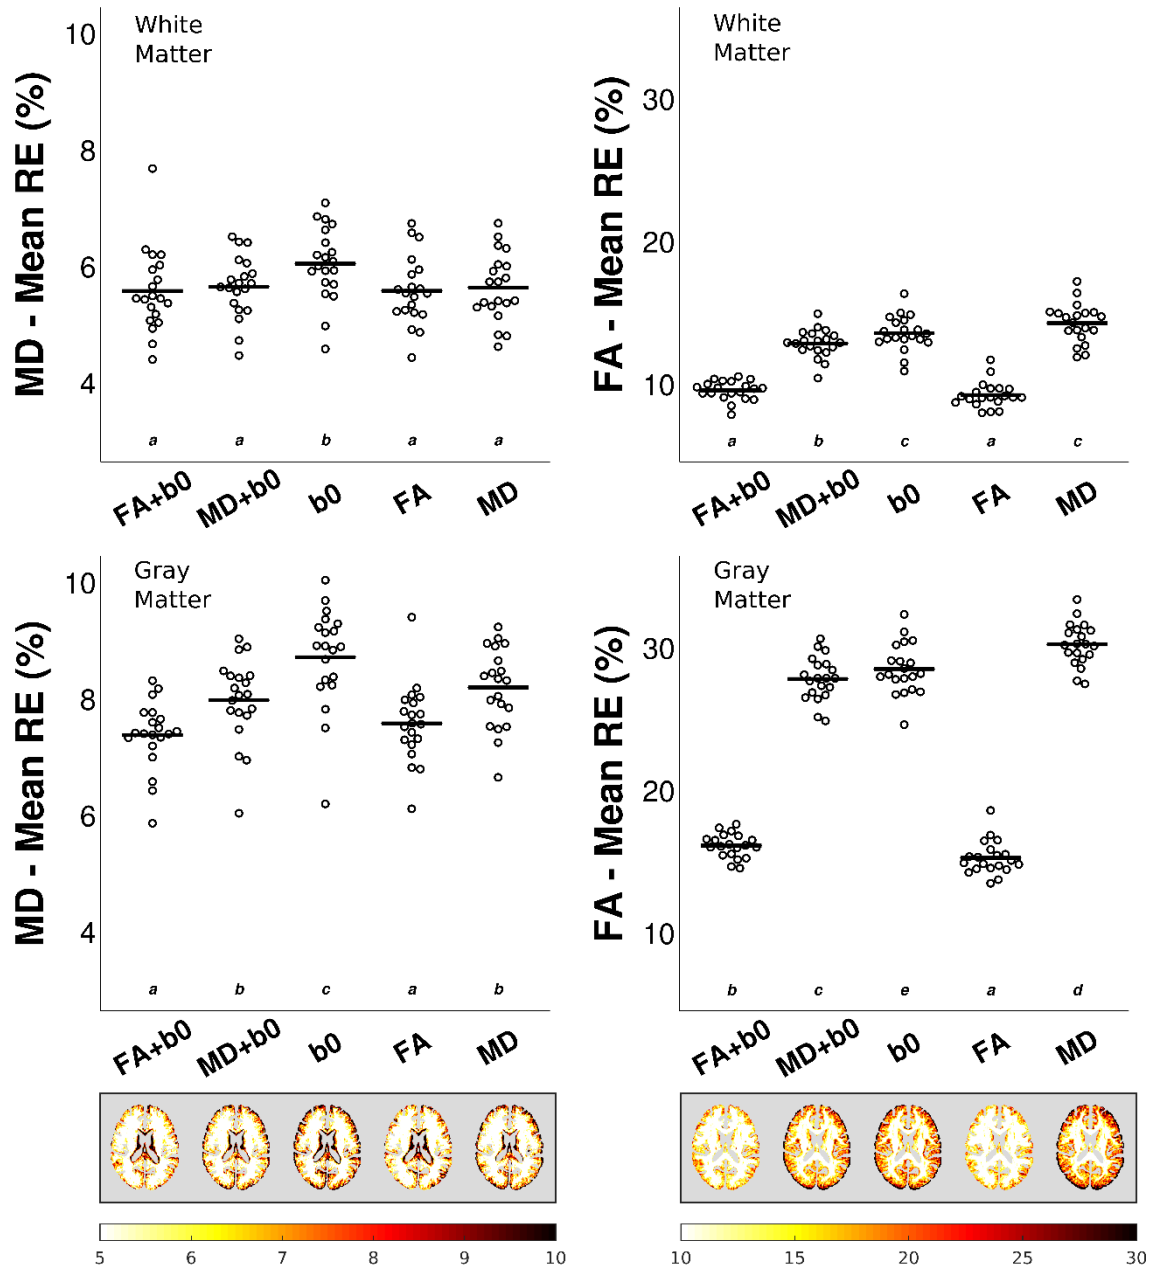 White
Matter
MD - Mean RE (%)
10
8
6
4
a a b a a
FA+b0 MD+b0 b0 FA MD
White
Matter
FA - Mean RE (%)
30
20
10
a b c a c
FA+b0 MD+b0 b0 FA MD
Gray
Matter
MD - Mean RE (%)
10
8
6
4
a b c a b
FA+b0 MD+b0 b0 FA MD
Gray
Matter
FA - Mean RE (%)
30
20
10
b c e a d
FA+b0 MD+b0 b0 FA MD
5 6 7 8 9 10
10 15 20 25 30